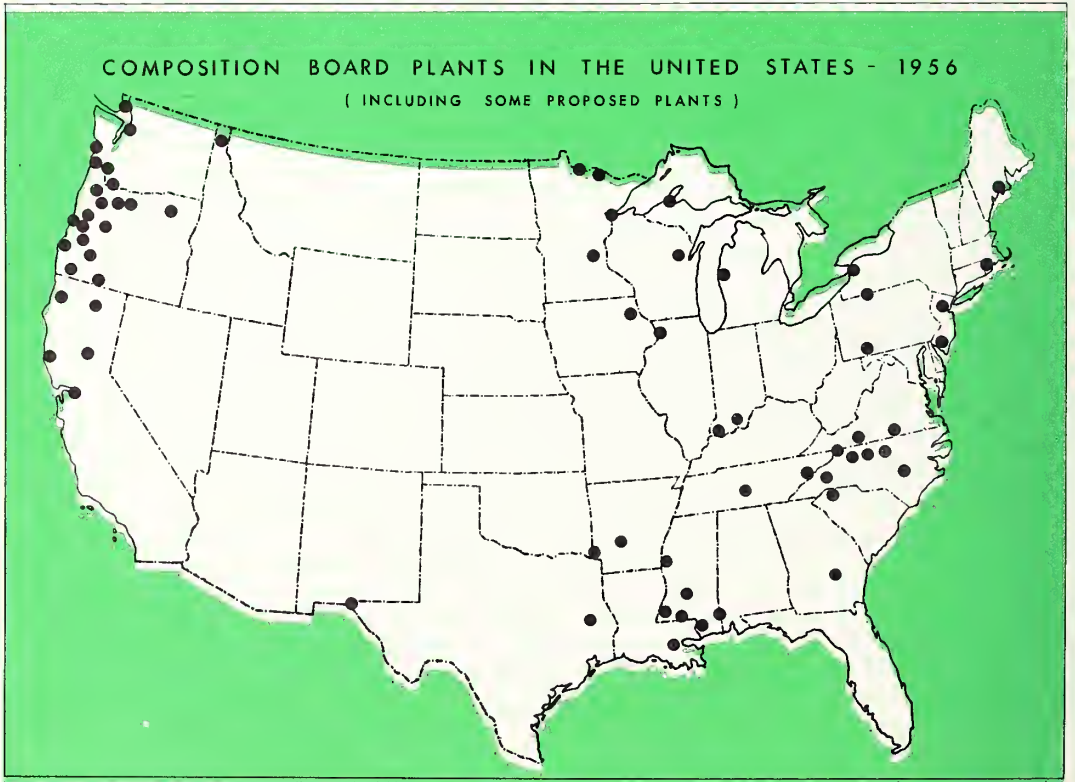 COMPOSITION BOARD PLANTS IN THE UNITED STATES - 1956
( INCLUDING SOME PROPOSED PLANTS )